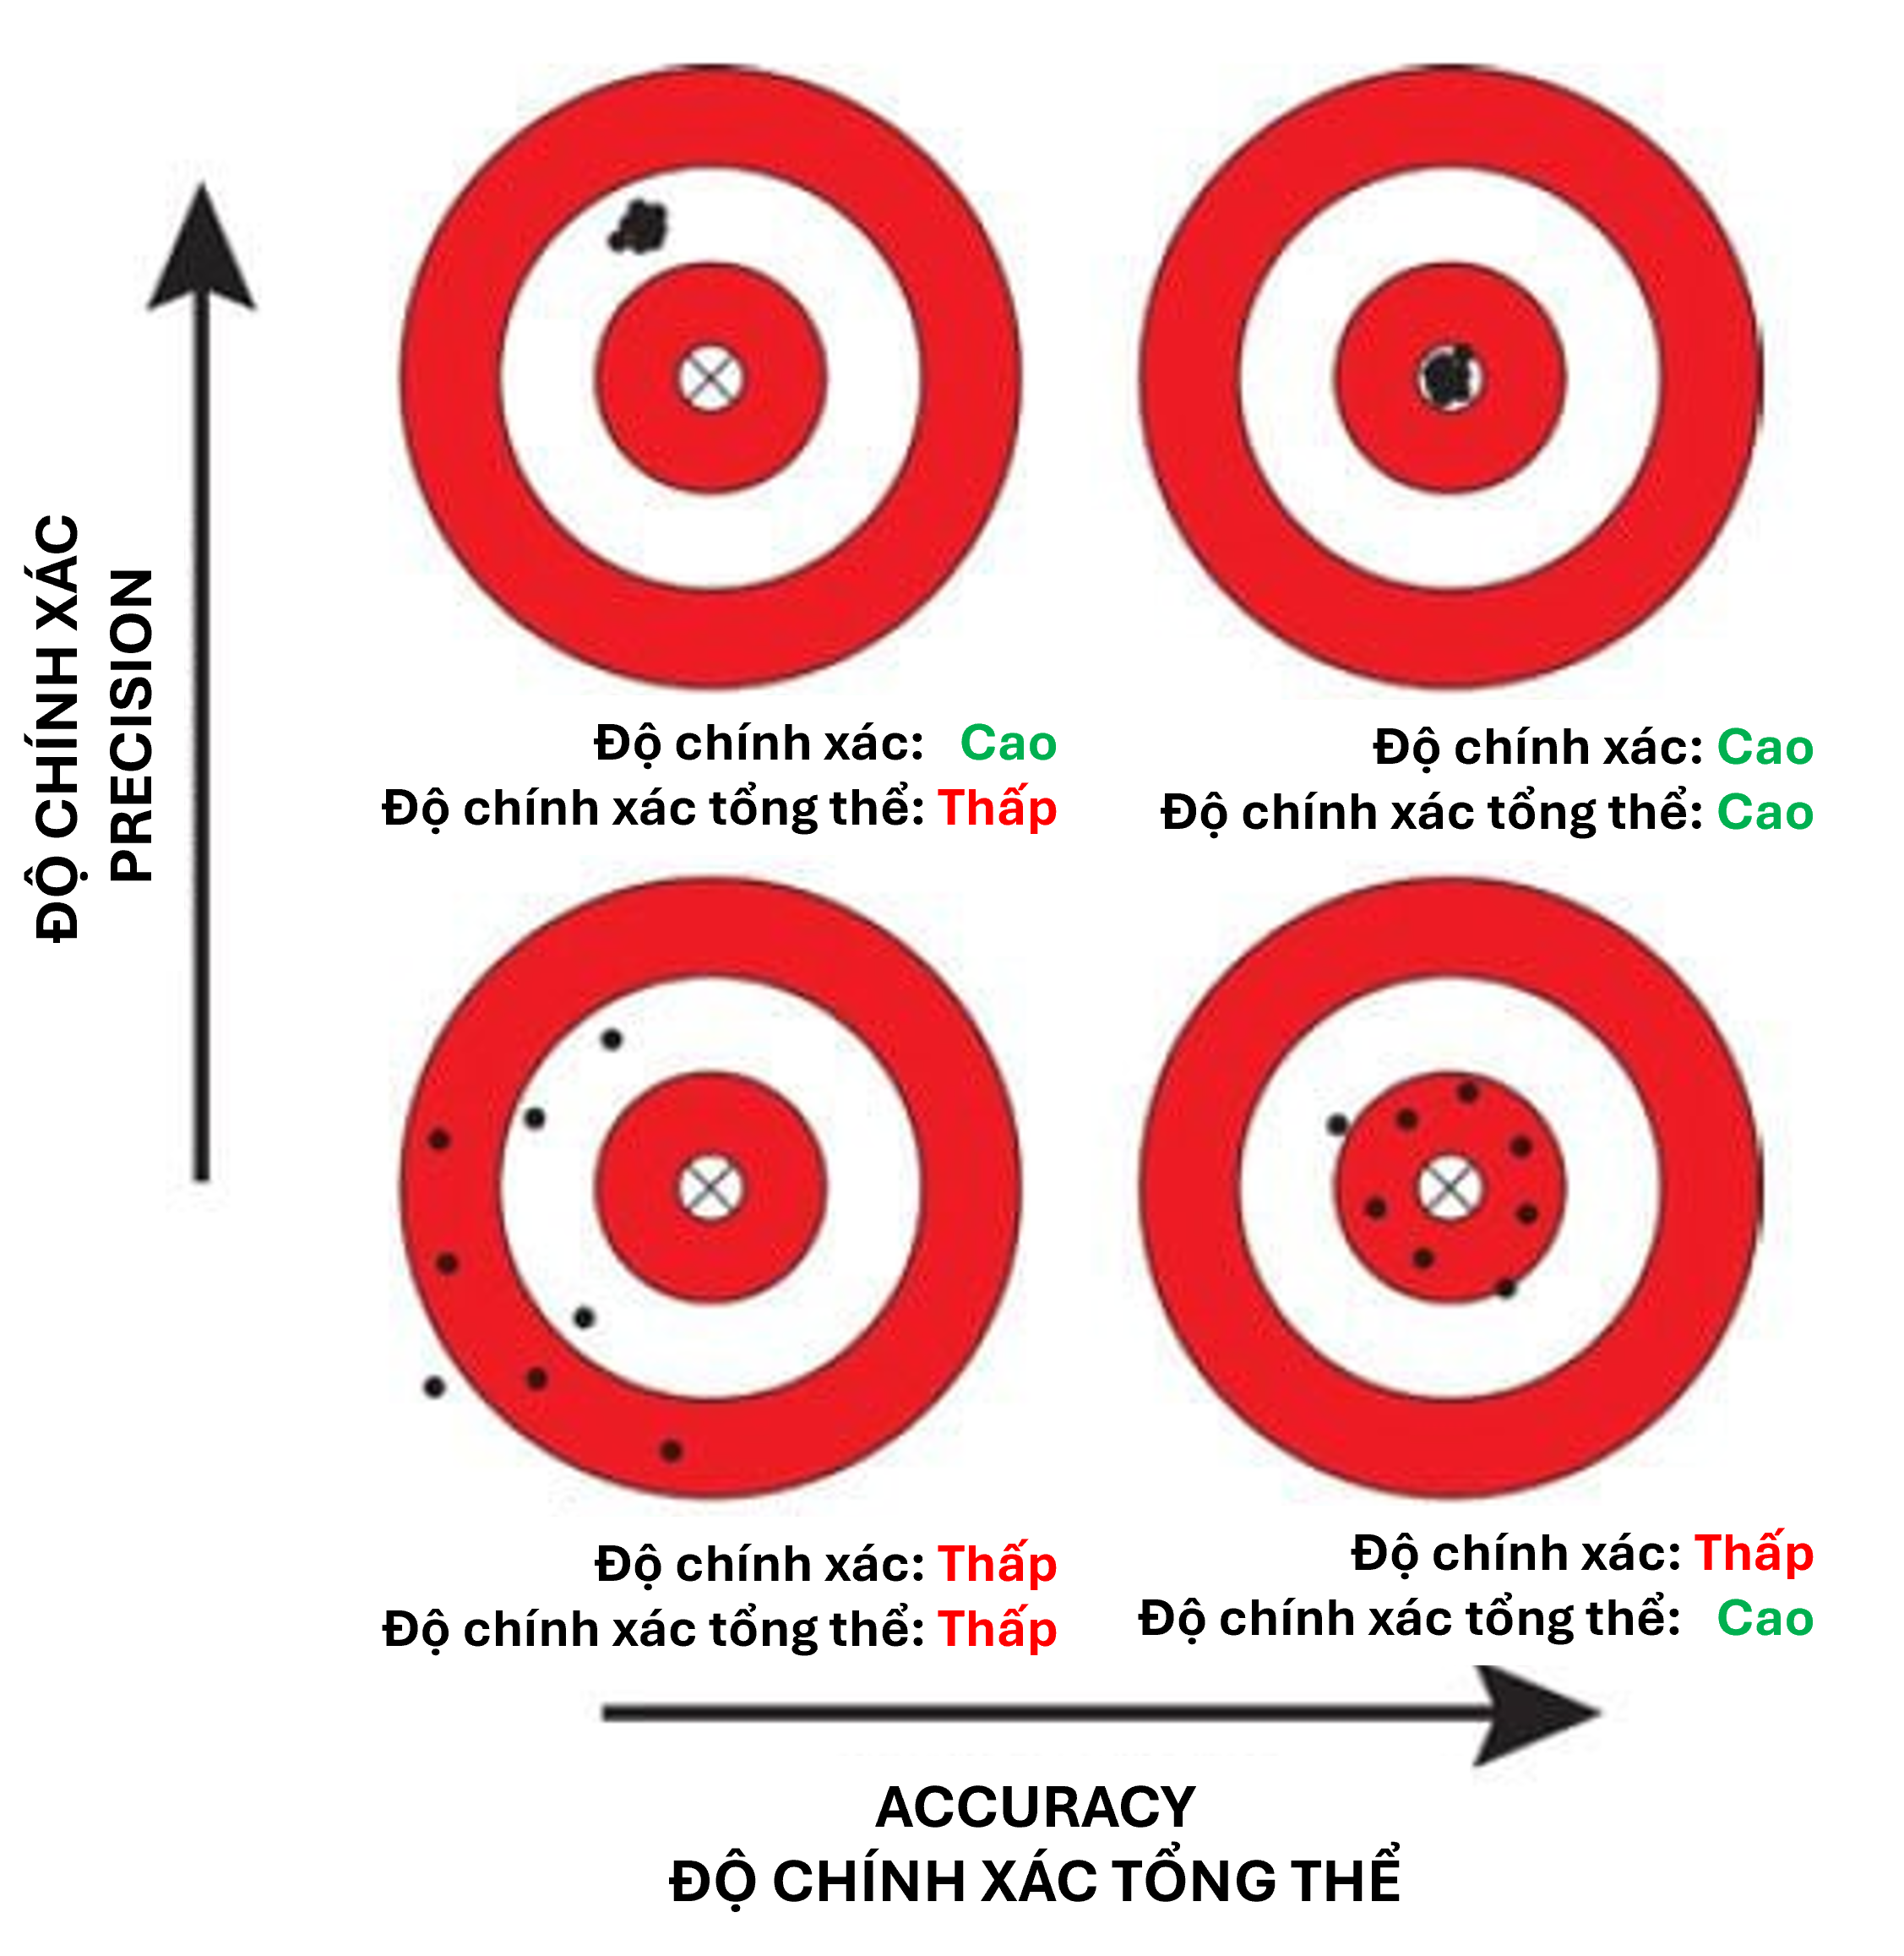 ĐỘ CHÍNH XÁC
PRECISION
Độ chính xác: Cao
Độ chính xác tổng thể: Thấp
Độ chính xác: Cao
Độ chính xác tổng thể: Cao
Độ chính xác: Thấp
Độ chính xác tổng thể: Thấp
Độ chính xác: Thấp
Độ chính xác tổng thể: Cao
ACCURACY
ĐỘ CHÍNH XÁC TỔNG THỂ